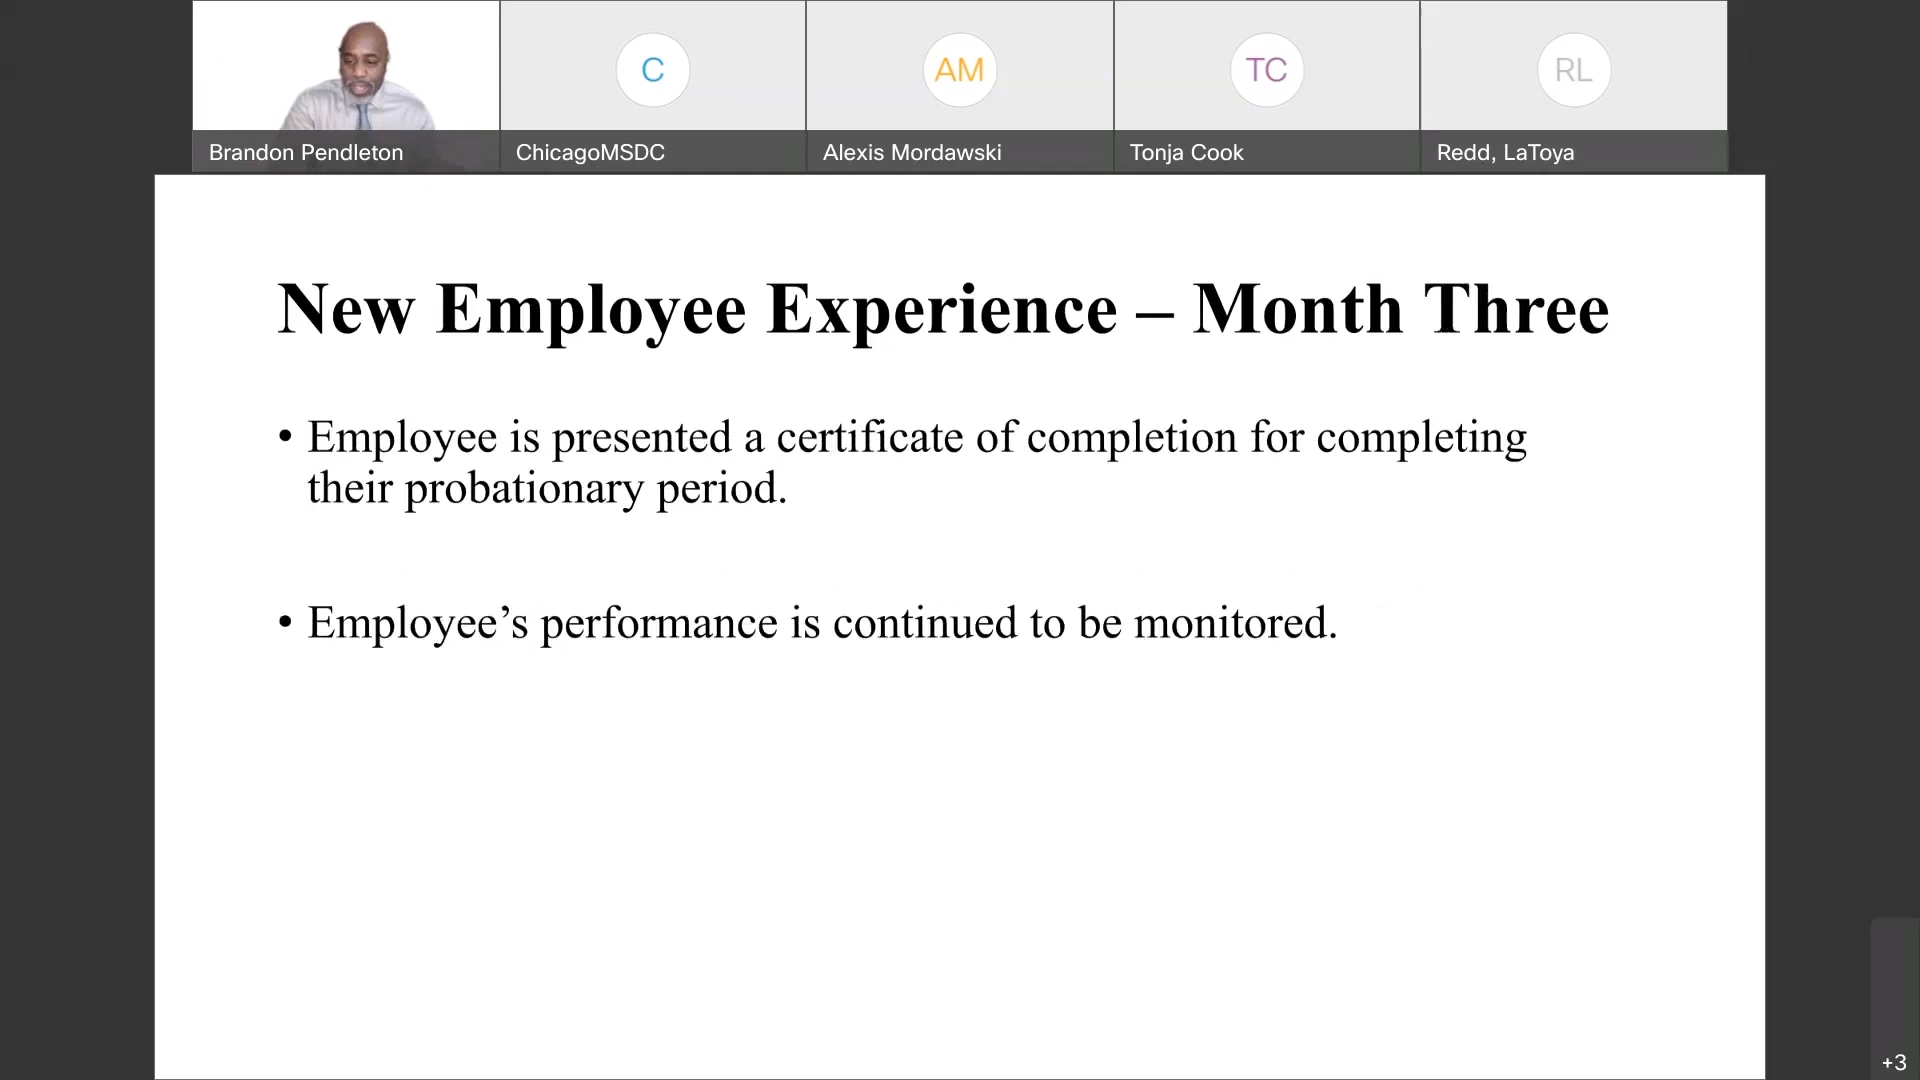 C
AM
TC
RL
Brandon Pendleton
ChicagoMSDC
Alexis Mordawski
Tonja Cook
Redd, LaToya
New Employee Experience – Month Three
• Employee is presented a certificate of completion for completing
their probationary period.
• Employee’s performance is continued to be monitored.
+3